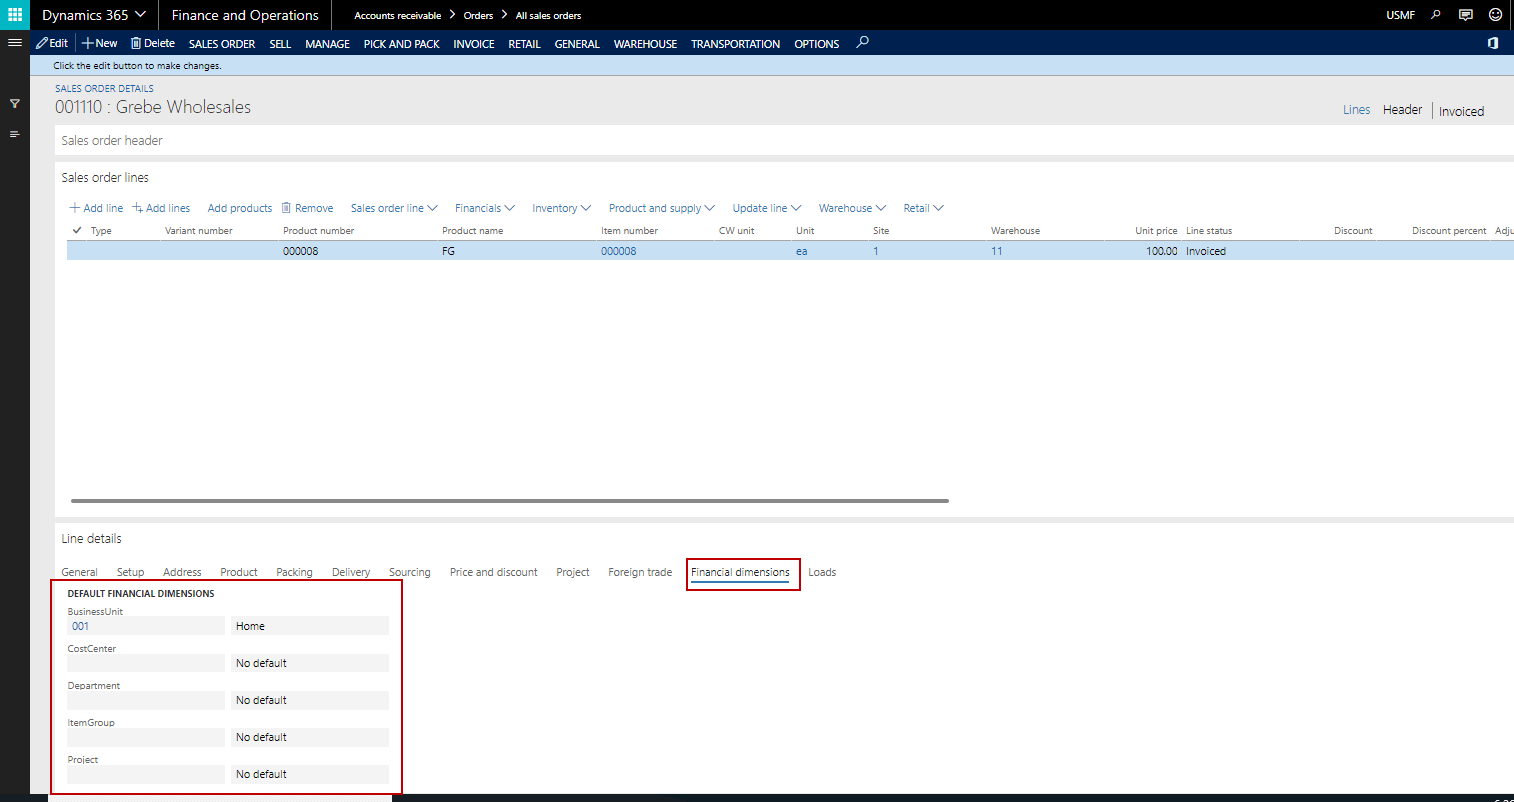 Dynamics 365 Finance and Operations Accounts receivable Orders All sales orders USMF
Edit New Delete SALES ORDER SELL MANAGE PICK AND PACK INVOICE RETAIL GENERAL WAREHOUSE TRANSPORTATION OPTIONS
Click the edit button to make changes.
SALES ORDER DETAILS
001110 : Grebe Wholesales
Lines Header Invoiced
Sales order header
Sales order lines
Add line Add lines Add products Remove Sales order line Financials Inventory Product and supply Update line Warehouse Retail
Type Variant number Product number Product name Item number CW unit Unit Site Warehouse Unit price Line status Discount Discount percent Adju
000008 FG 000008 ea 1 11 100.00 Invoiced
Line details
General Setup Address Product Packing Delivery Sourcing Price and discount Project Foreign trade Financial dimensions Loads
DEFAULT FINANCIAL DIMENSIONS
BusinessUnit
001 Home
CostCenter
No default
Department
No default
ItemGroup
No default
Project
No default